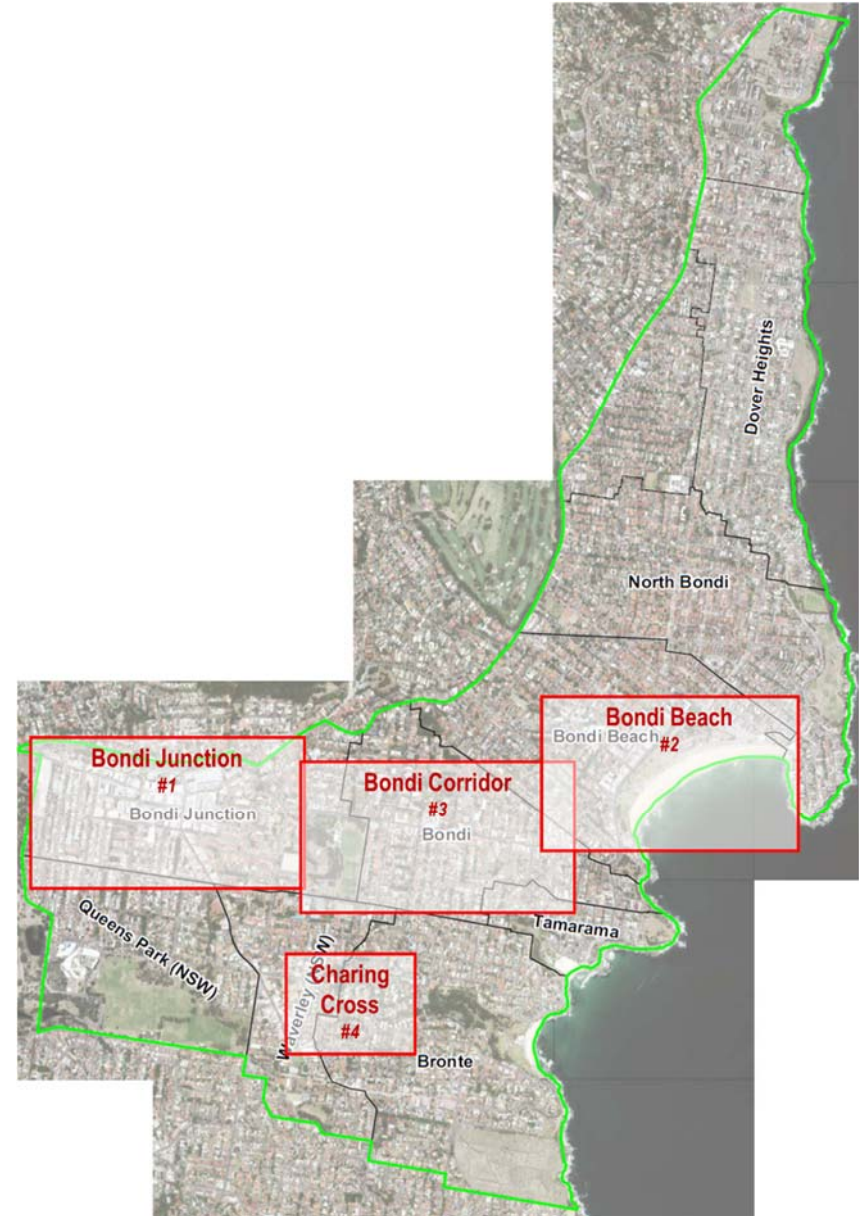 Dover Heights
North Bondi
Bondi Beach
#2
Bondi Beach
Bondi Junction
#1
Bondi Junction
Bondi Corridor
#3
Bondi
Tamarama
Queens Park (NSW)
Waverley (NSW)
Charing
Cross
#4
Bronte